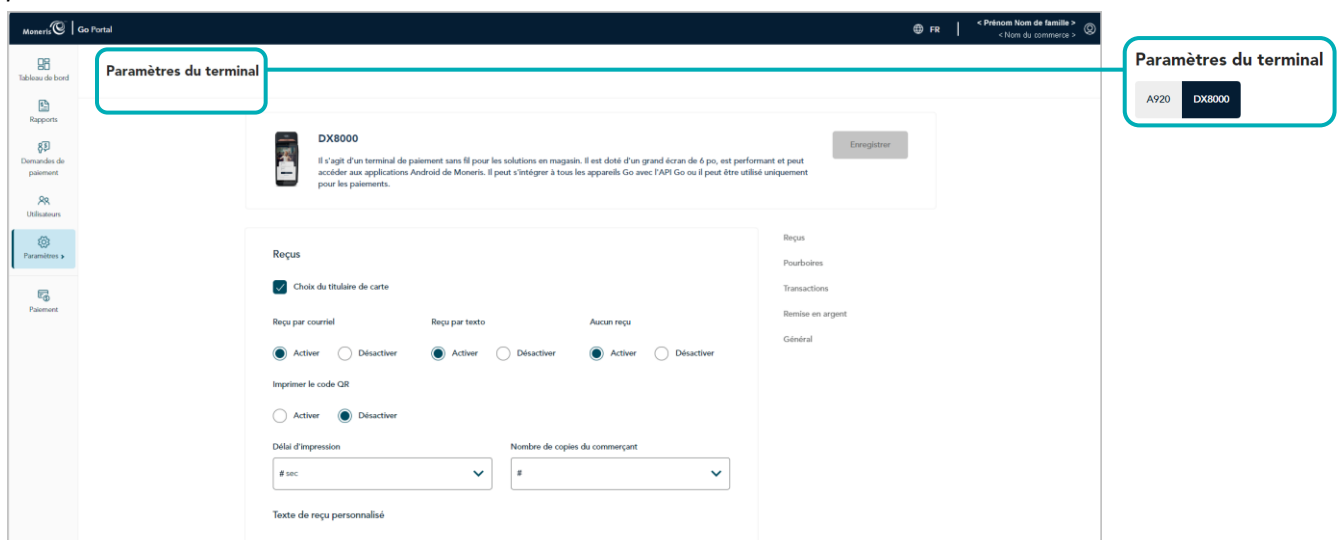 Moneris Go Portal
FR
< Prénom Nom de famille >
< Nom du commerce >
Tableau de bord
Rapports
Demandes de
paiement
Utilisateurs
Paramètres
Paiement
Paramètres du terminal
Paramètres du terminal
A920 DX8000
DX8000
Il s'agit d'un terminal de paiement sans fil pour les solutions en magasin. Il est doté d'un grand écran de 6 po, est performant et peut
accéder aux applications Android de Moneris. Il peut s'intégrer à tous les appareils Go avec l'API Go ou il peut être utilisé uniquement
pour les paiements.
Enregistrer
Reçus
Choix du titulaire de carte
Reçu par courriel Reçu par texto Aucun reçu
Activer Désactiver Activer Désactiver Activer Désactiver
Imprimer le code QR
Activer Désactiver
Délai d'impression Nombre de copies du commerçant
# sec #
Texte de reçu personnalisé
Reçus
Pourboires
Transactions
Remise en argent
Général